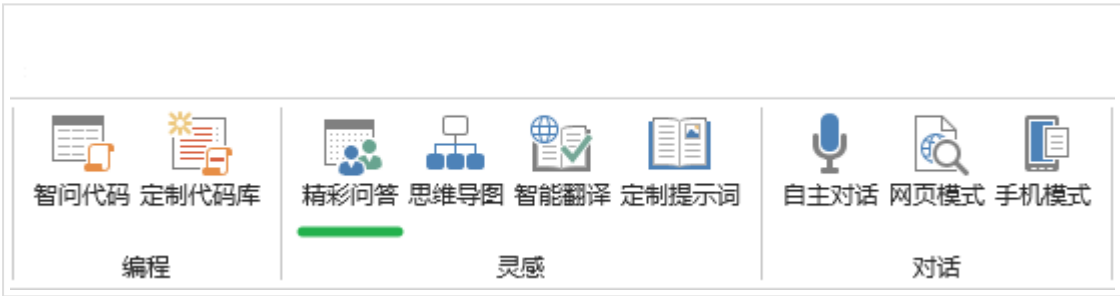 智问代码 定制代码库 精彩问答 思维导图 智能翻译 定制提示词 自主对话 网页模式 手机模式
编程 灵感 对话